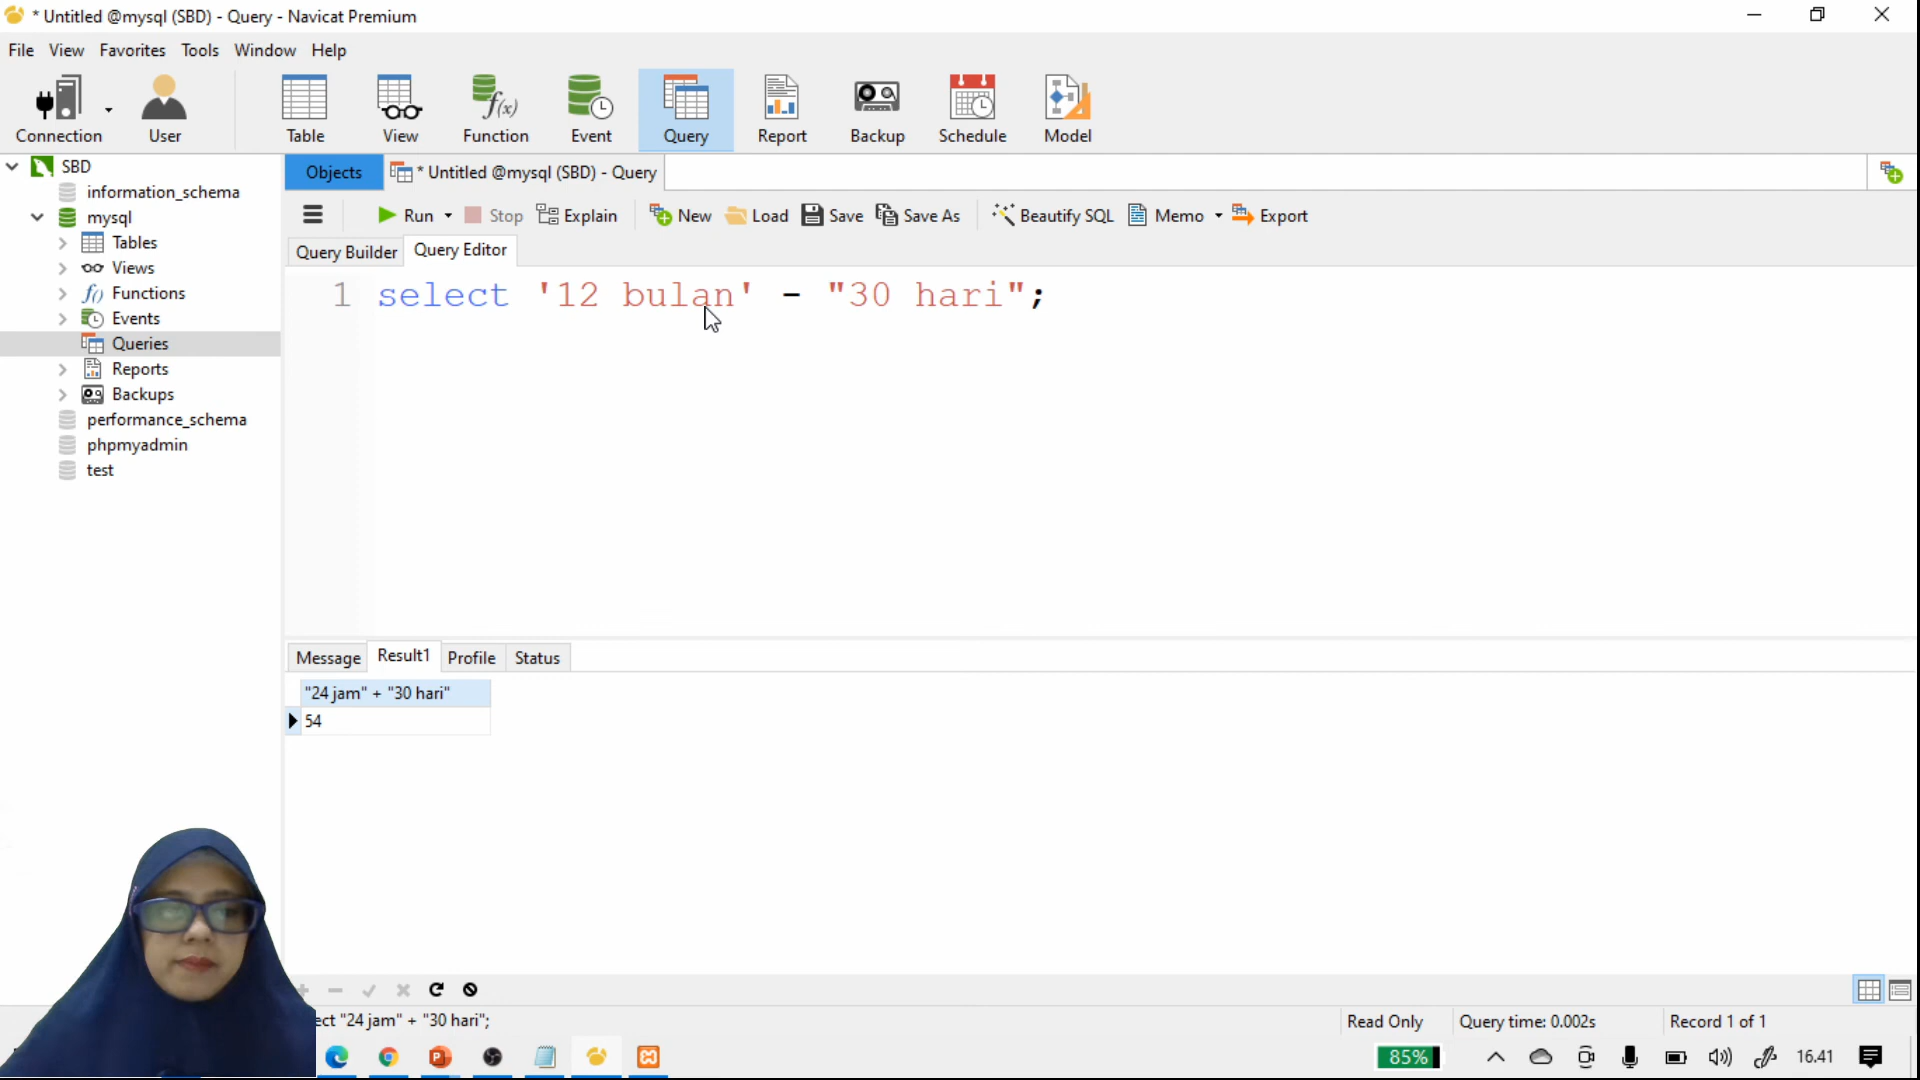 * Untitled @mysql (SBD) - Query - Navicat Premium
File View Favorites Tools Window Help
Connection User Table View Function Event Query Report Backup Schedule Model
f(x)
SBD
information_schema
mysql
Tables
Views
f() Functions
Events
Queries
Reports
Backups
performance_schema
phpmyadmin
test
Objects * Untitled @mysql (SBD) - Query
Run Stop Explain New Load Save Save As Beautify SQL Memo Export
Query Builder Query Editor
1 select '12 bulan' - "30 hari";
Message Result1 Profile Status
"24 jam" + "30 hari"
54
ect "24 jam" + "30 hari"; Read Only Query time: 0.002s Record 1 of 1
85% 16.41